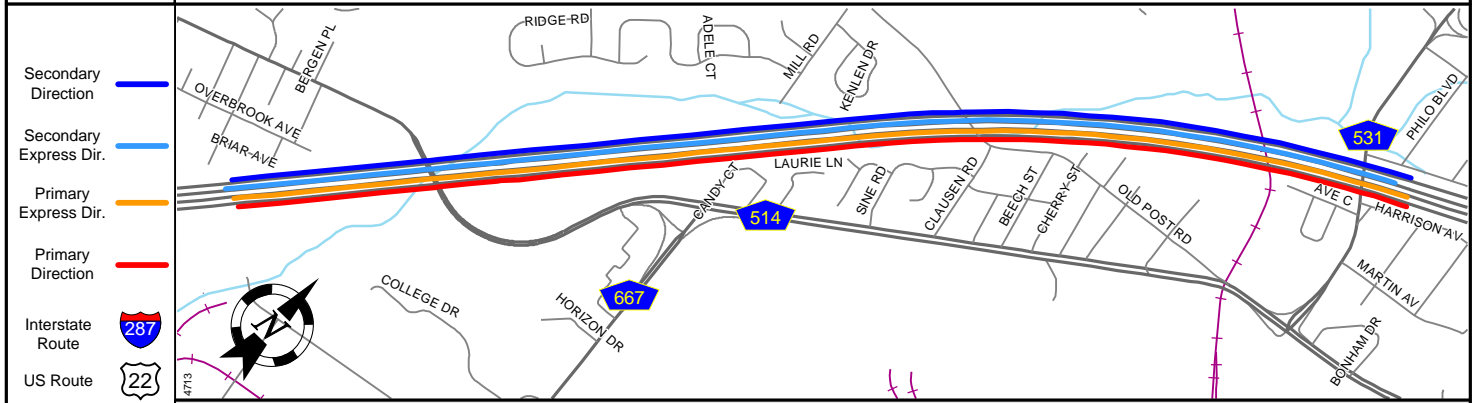 Secondary
Direction
Secondary
Express Dir.
Primary
Express Dir.
Primary
Direction
Interstate
Route
287
US Route
22
RIDGE RD
ADELE CT
MILL RD
KENLEN DR
BERGEN PL
OVERBROOK AVE
BRIAR AVE
PHILO BLVD
531
LAURIE LN
CANDY CT
514
SINE RD
CLAUSEN RD
BEECH ST
CHERRY ST
OLD POST RD
AVE C
HARRISON AV
MARTIN AV
COLLEGE DR
HORIZON DR
667
BONHAM DR
N
4713